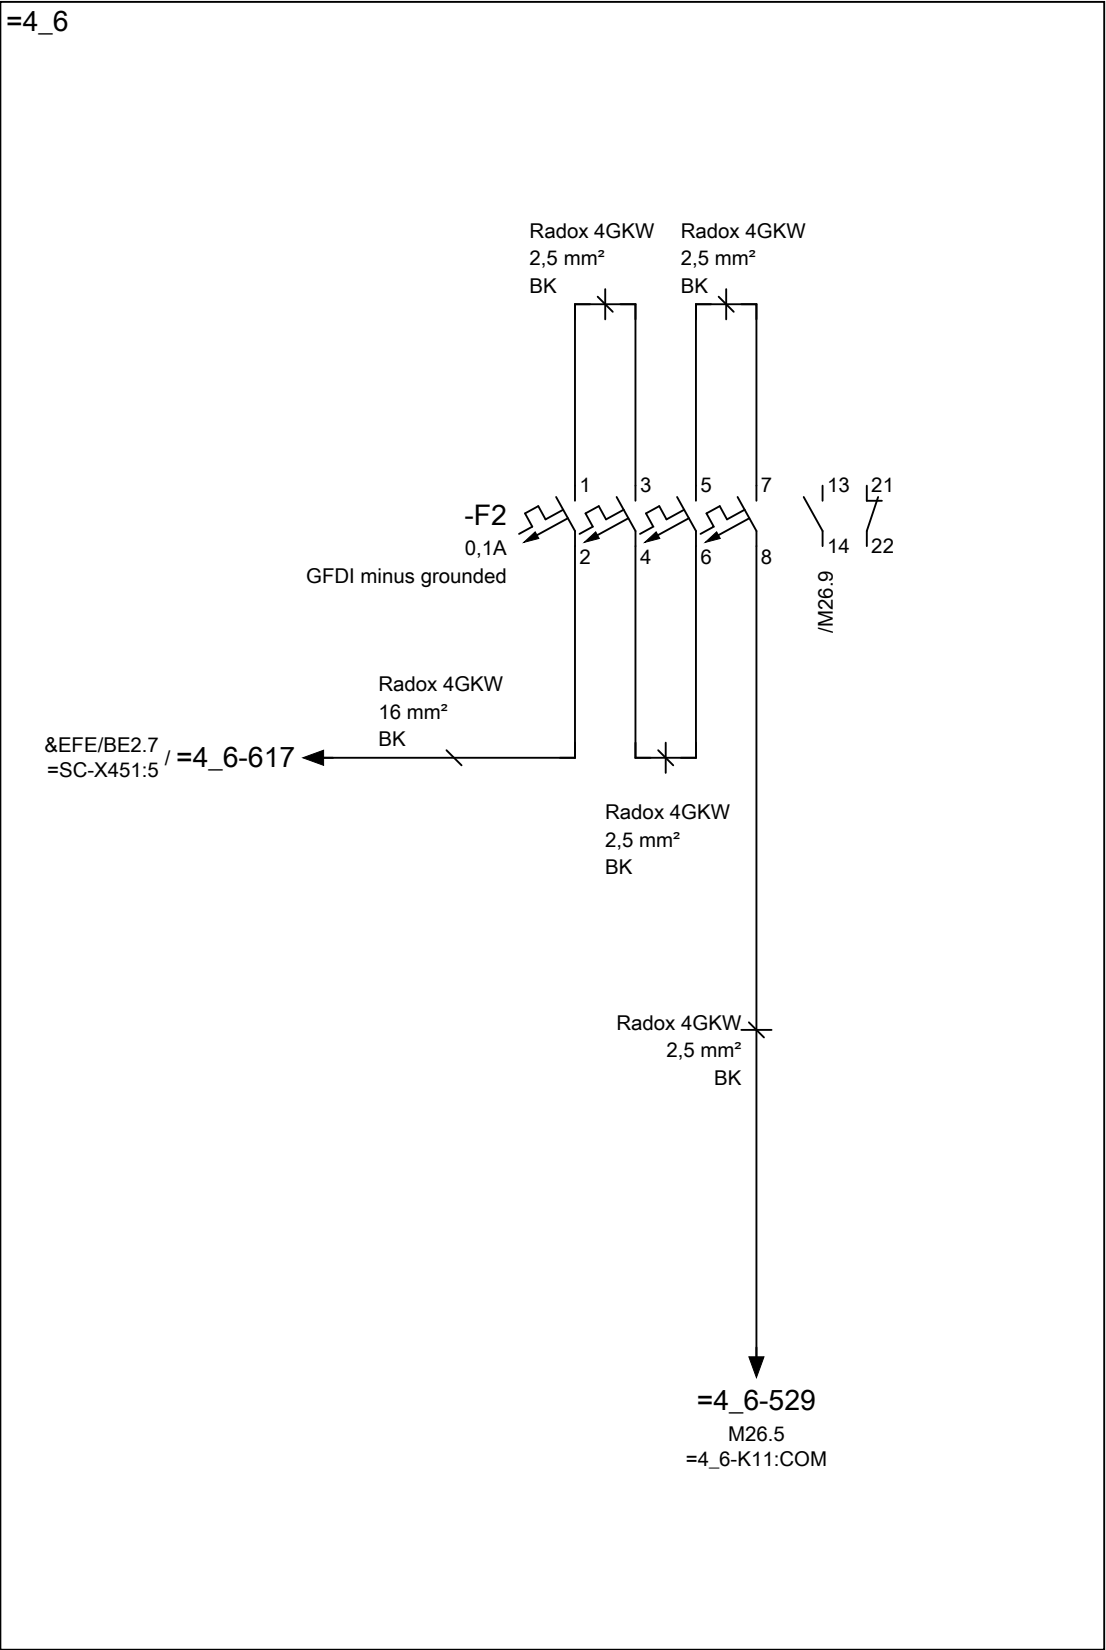 =4_6
Radox 4GKW
2,5 mm²
BK
Radox 4GKW
2,5 mm²
BK
1
3
5
7
13
21
-F2
0,1A
GFDI minus grounded
2
4
6
8
14
22
/M26.9
Radox 4GKW
16 mm²
BK
&EFE/BE2.7
=SC-X451:5
/ =4_6-617
Radox 4GKW
2,5 mm²
BK
Radox 4GKW
2,5 mm²
BK
=4_6-529
M26.5
=4_6-K11:COM